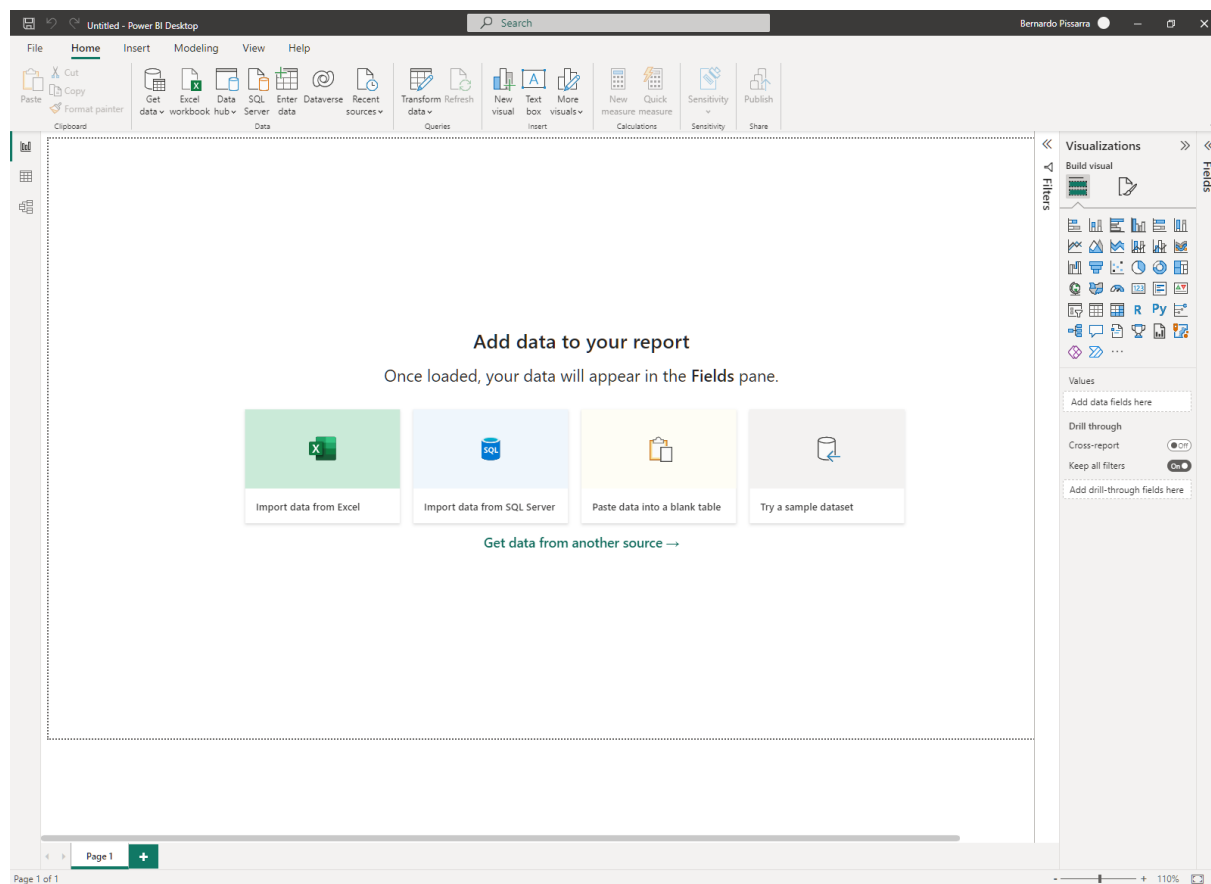 Untitled - Power BI Desktop
Search
Bernardo Pissarra
File Home Insert Modeling View Help
Paste
Cut
Copy
Format painter
Clipboard
Get data
Excel workbook
Data hub
SQL Server
Enter data
Dataverse
Recent sources
Data
Transform data
Refresh
Queries
New visual
Text box
More visuals
Insert
New measure
Quick measure
Calculations
Sensitivity
Sensitivity
Publish
Share
Filters
Visualizations
Fields
Build visual
123
R
Py
Add data to your report
Once loaded, your data will appear in the Fields pane.
SQL
Import data from Excel
Import data from SQL Server
Paste data into a blank table
Try a sample dataset
Get data from another source →
Values
Add data fields here
Drill through
Cross-report
Off
Keep all filters
On
Add drill-through fields here
Page 1
Page 1 of 1
- + 110%